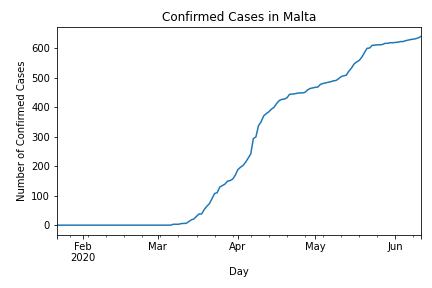 Confirmed Cases in Malta
Number of Confirmed Cases
600
500
400
300
200
100
0
Feb Mar Apr May Jun
2020
Day